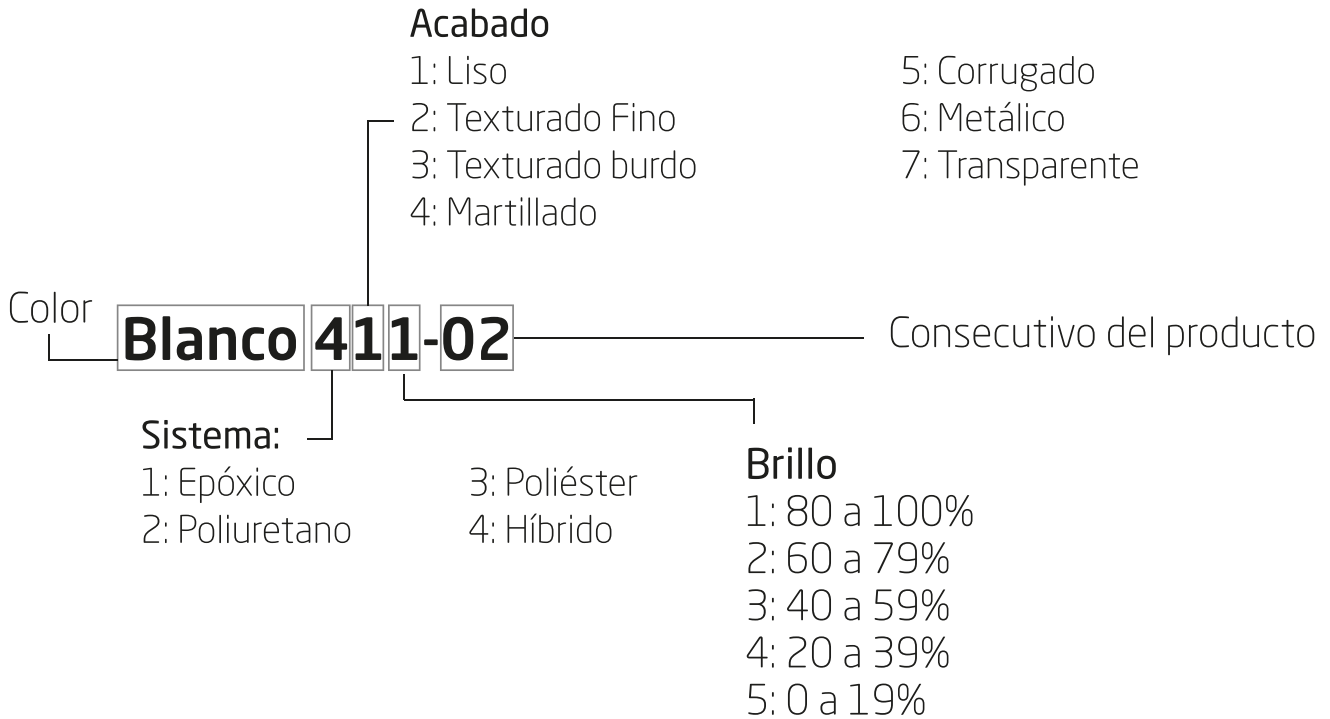 Acabado
1: Liso
2: Texturado Fino
3: Texturado burdo
4: Martillado
5: Corrugado
6: Metálico
7: Transparente
Color
Blanco 411-02
Consecutivo del producto
Sistema:
1: Epóxico
2: Poliuretano
3: Poliéster
4: Híbrido
Brillo
1: 80 a 100%
2: 60 a 79%
3: 40 a 59%
4: 20 a 39%
5: 0 a 19%